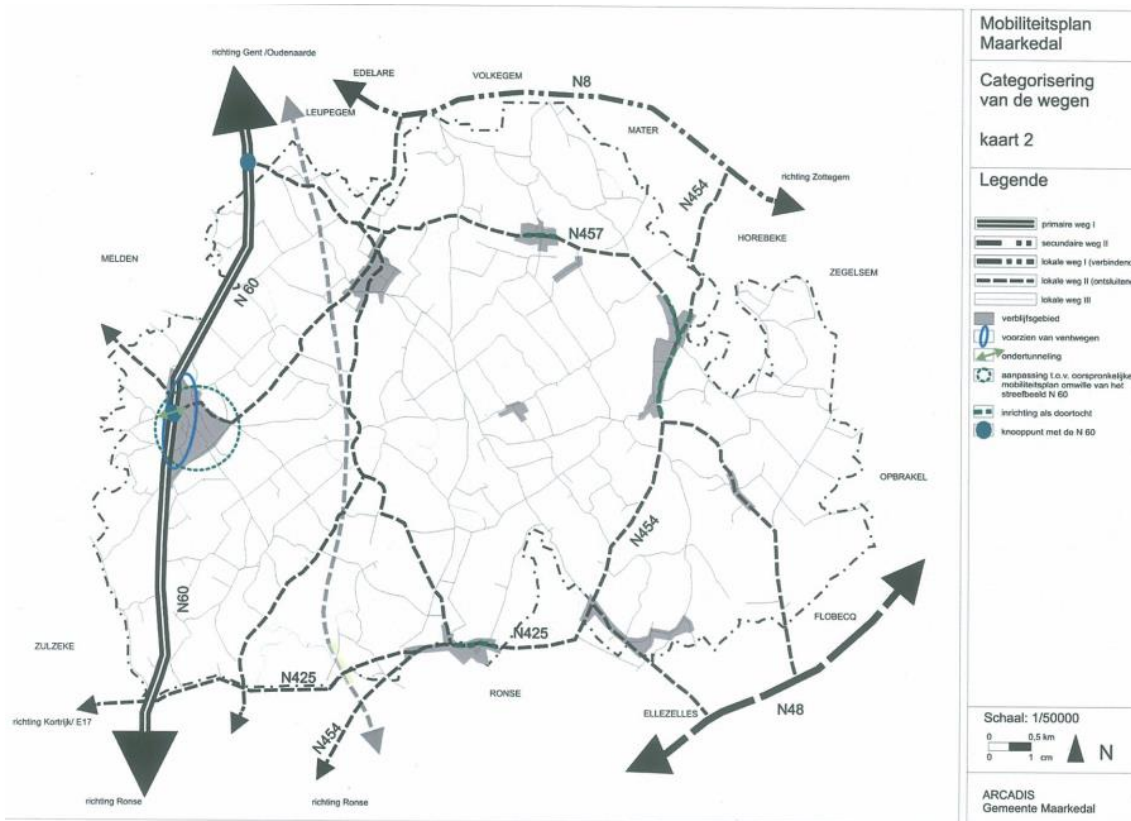 richting Gent /Oudenaarde
EDELARE
VOLKEGEM
N8
LEUPEGEM
MATER
richting Zottegem
N454
HOREBEKE
N457
MELDEN
ZEGELSEM
N 60
OPBRAKEL
N454
N60
FLOBECQ
ZULZEKE
N425
N425
RONSE
N48
ELLEZELLES
richting Kortrijk/ E17
N454
richting Ronse
richting Ronse
Mobiliteitsplan
Maarkedal
Categorisering
van de wegen
kaart 2
Legende
primaire weg I
secundaire weg II
lokale weg I (verbindend
lokale weg II (ontsluitend
lokale weg III
verblijfsgebied
voorzien van ventwegen
ondertunneling
aanpassing t.o.v. oorspronkelijke
mobiliteitsplan omwille van het
streefbeeld N 60
inrichting als doortocht
knooppunt met de N 60
Schaal: 1/50000
0 0,5 km
0 1 cm
N
ARCADIS
Gemeente Maarkedal